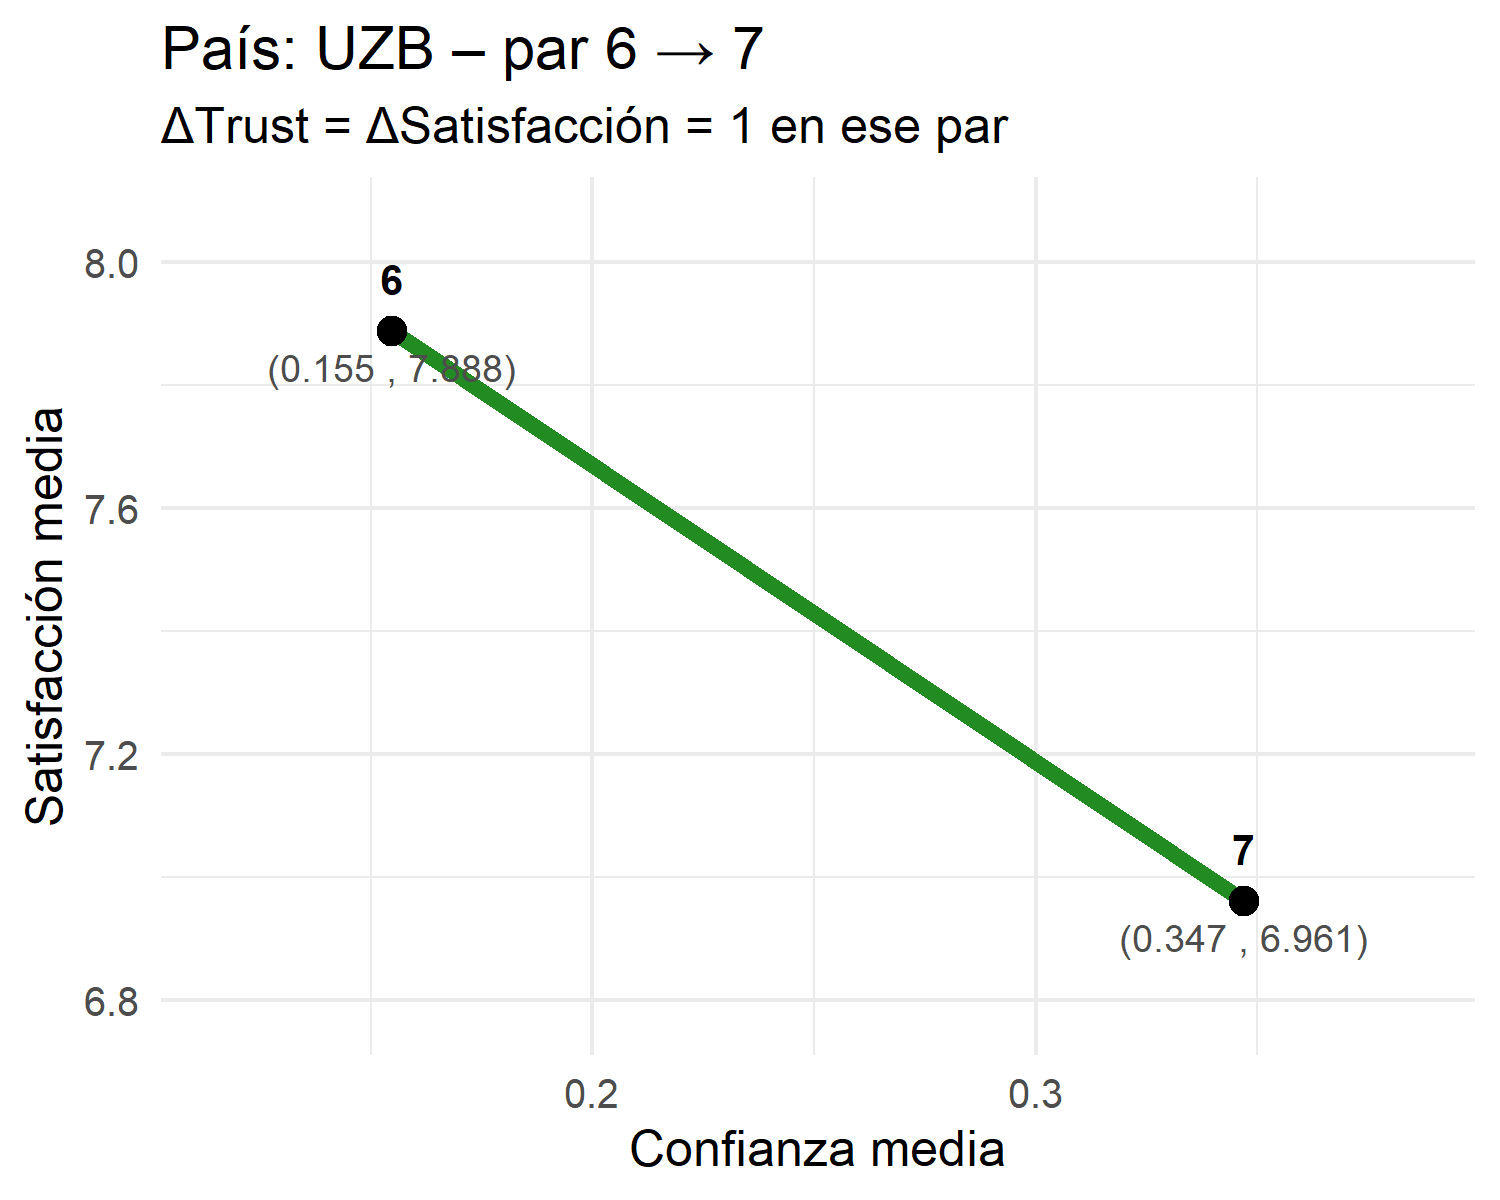 País: UZB – par 6 → 7
ΔTrust = ΔSatisfacción = 1 en ese par
8.0
6
(0.155 , 7.888)
7.6
Satisfacción media
7.2
7
(0.347 , 6.961)
6.8
0.2 0.3
Confianza media